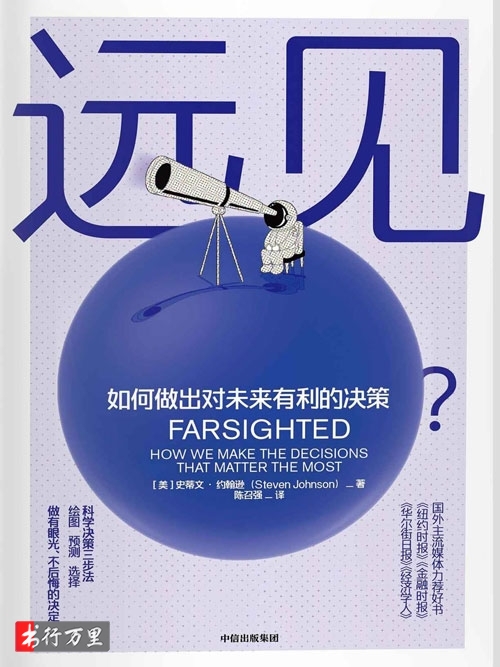 远见
?
如何做出对未来有利的决策
FARSIGHTED
HOW WE MAKE THE DECISIONS
THAT MATTER THE MOST
[美]史蒂文·约翰逊(Steven Johnson)_著
陈召强_译
科学决策三步法
绘图 预测 选择
做有眼光、不后悔的决定
国外主流媒体力荐好书
《纽约时报》《金融时报》
《华尔街日报》《经济学人》
书行万里
中信出版集团